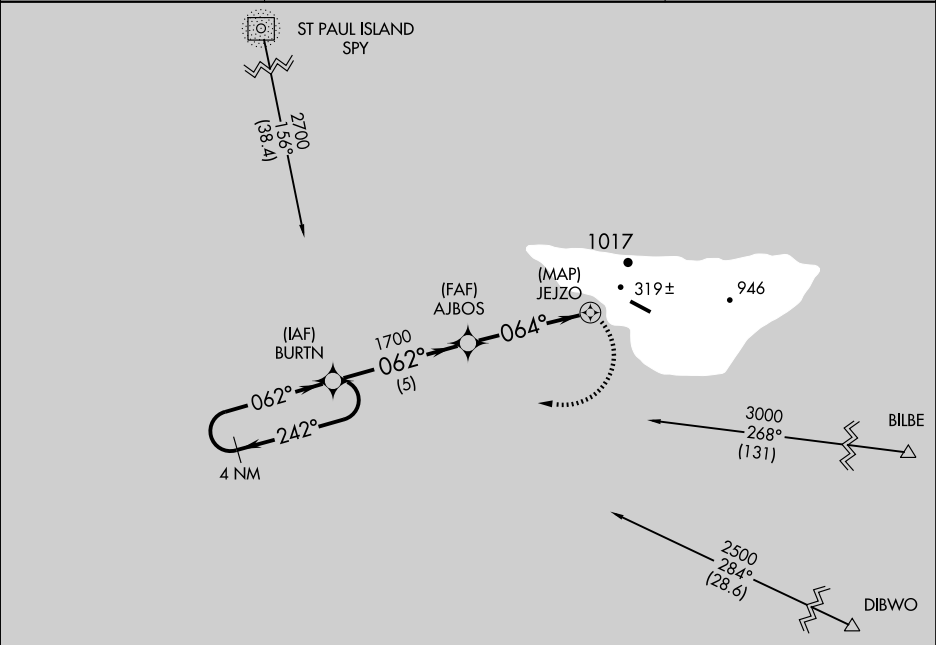 ST PAUL ISLAND
SPY
2700
156°
(38.4)
1017
(MAP)
JEJZO
319±
946
(FAF)
AJBOS
064°
(IAF)
BURTN
1700
062°
(5)
062°
242°
4 NM
3000
268°
(131)
BILBE
2500
284°
(28.6)
DIBWO